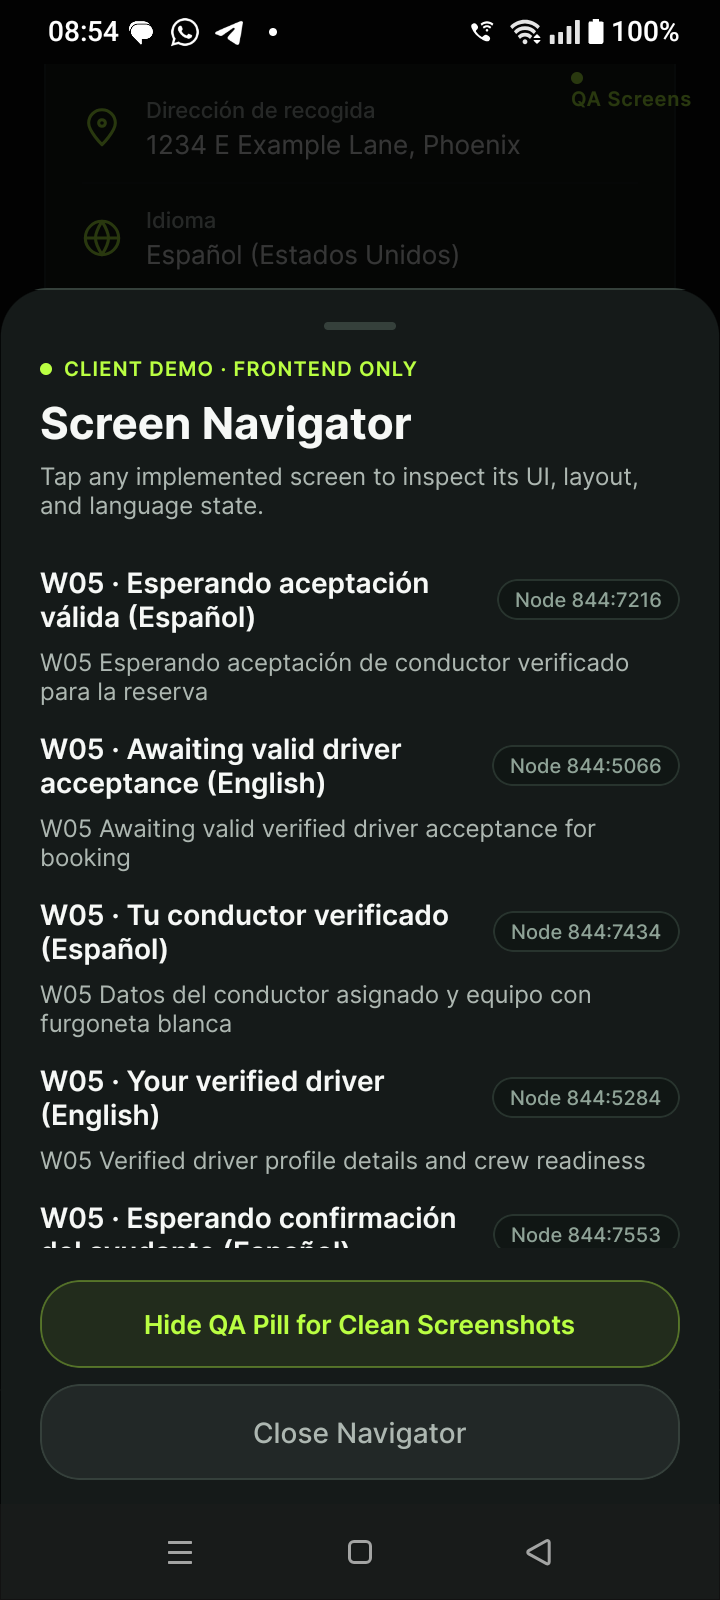 08:54
100%
QA Screens
Dirección de recogida
1234 E Example Lane, Phoenix
Idioma
Español (Estados Unidos)
CLIENT DEMO · FRONTEND ONLY
Screen Navigator
Tap any implemented screen to inspect its UI, layout,
and language state.
W05 · Esperando aceptación
válida (Español)
Node 844:7216
W05 Esperando aceptación de conductor verificado
para la reserva
W05 · Awaiting valid driver
acceptance (English)
Node 844:5066
W05 Awaiting valid verified driver acceptance for
booking
W05 · Tu conductor verificado
(Español)
Node 844:7434
W05 Datos del conductor asignado y equipo con
furgoneta blanca
W05 · Your verified driver
(English)
Node 844:5284
W05 Verified driver profile details and crew readiness
W05 · Esperando confirmación
del ayudante (Español)
Node 844:7553
Hide QA Pill for Clean Screenshots
Close Navigator